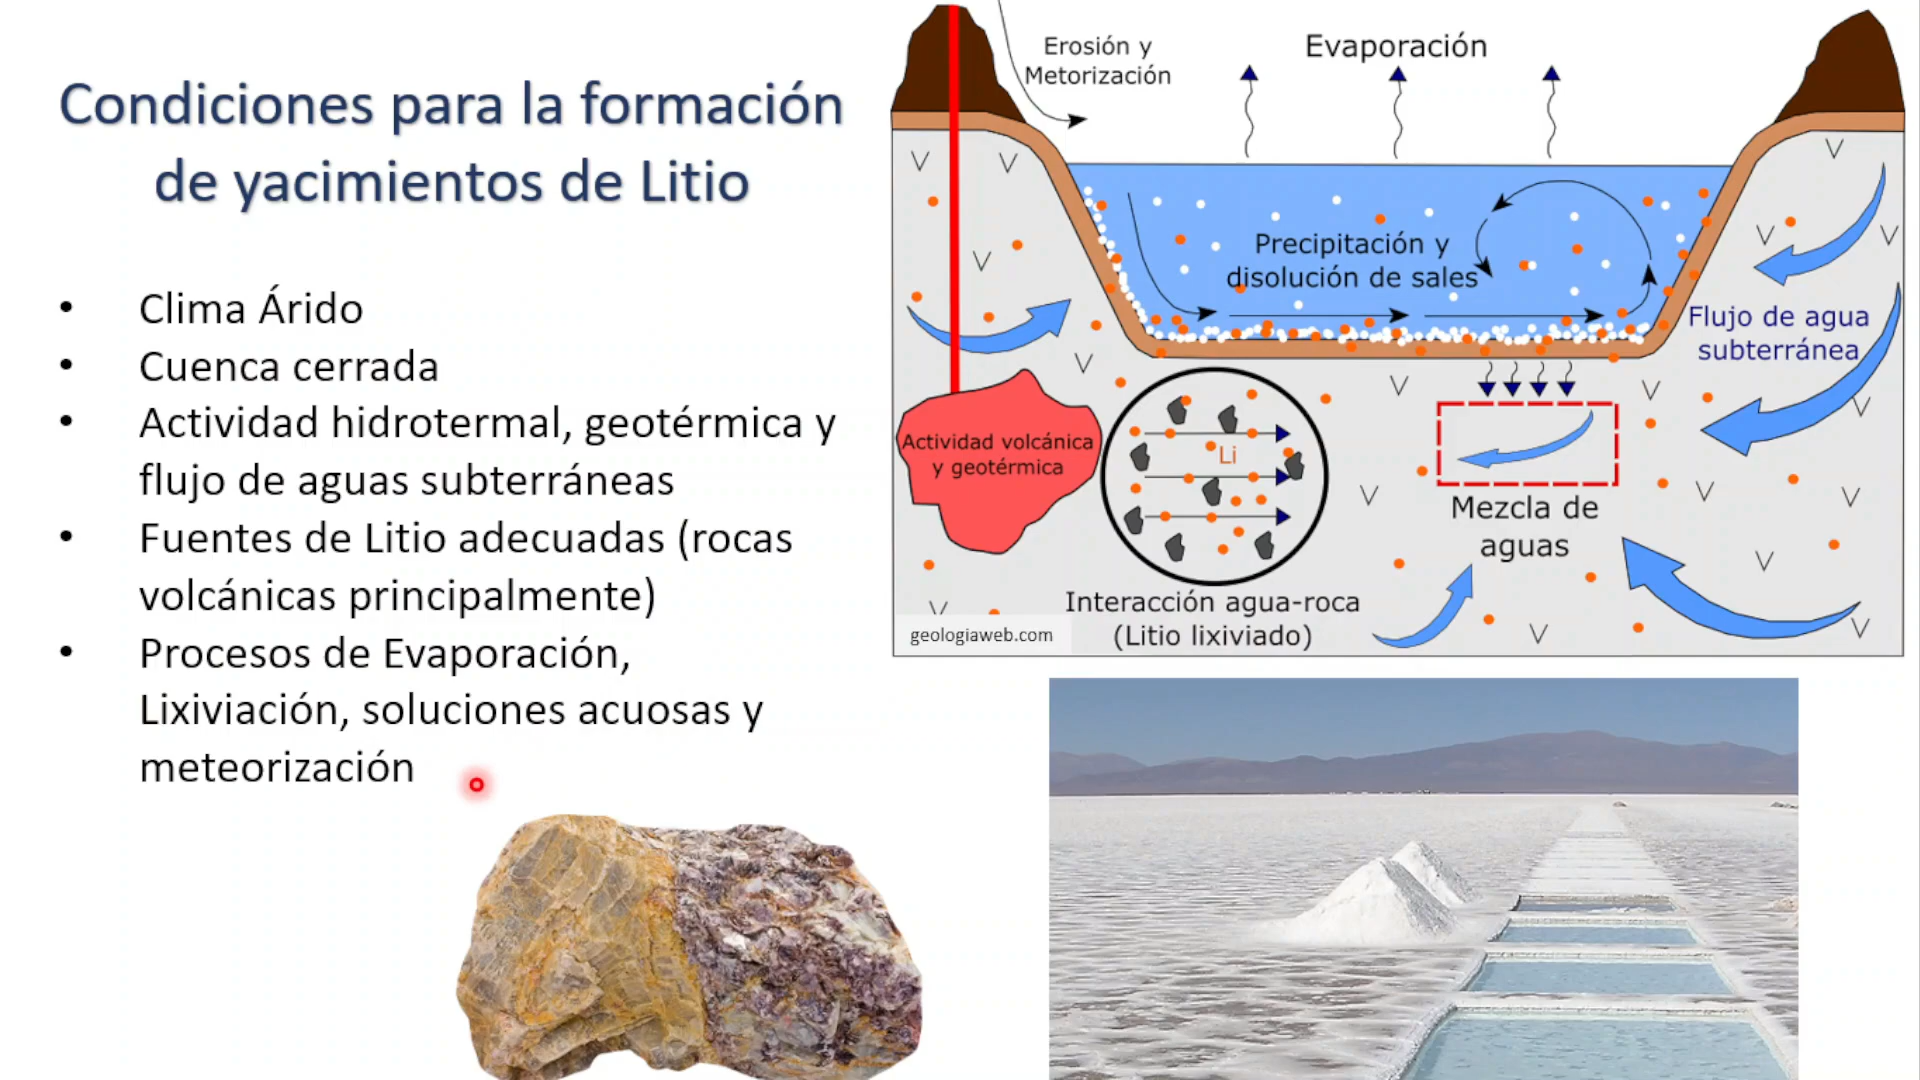 Condiciones para la formación
de yacimientos de Litio
• Clima Árido
• Cuenca cerrada
• Actividad hidrotermal, geotérmica y
flujo de aguas subterráneas
• Fuentes de Litio adecuadas (rocas
volcánicas principalmente)
• Procesos de Evaporación,
Lixiviación, soluciones acuosas y
meteorización
Erosión y
Metorización
Evaporación
Precipitación y
disolución de sales
Flujo de agua
subterránea
Actividad volcánica
y geotérmica
Li
Mezcla de
aguas
Interacción agua-roca
(Litio lixiviado)
geologiaweb.com